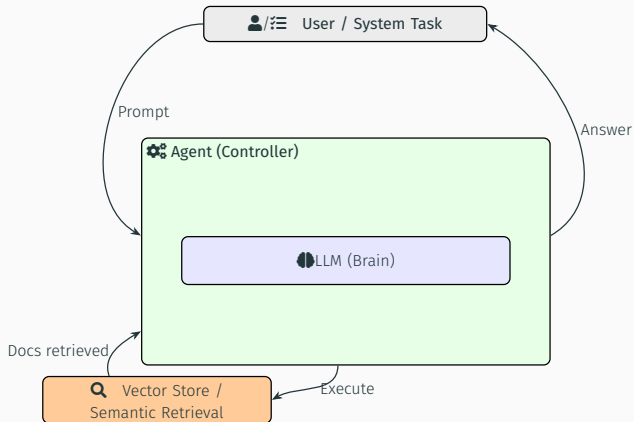 / User / System Task
Prompt
Answer
Agent (Controller)
LLM (Brain)
Docs retrieved
Execute
Vector Store /
Semantic Retrieval